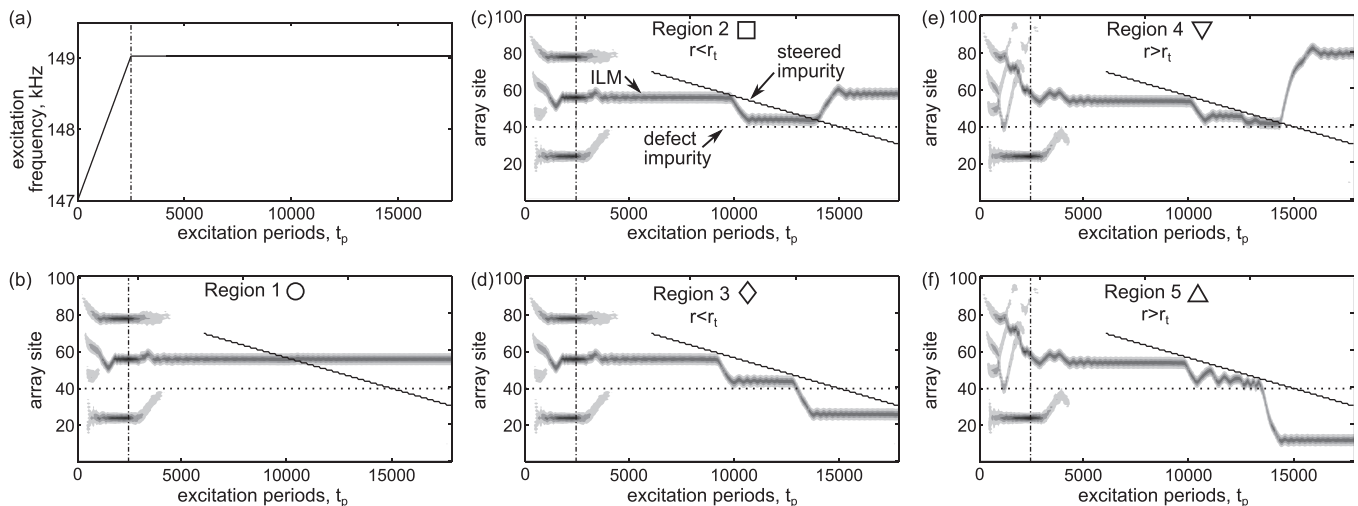 (a)
excitation
frequency, kHz
149
148
147
0
5000
10000
15000
excitation periods, t_p
(b)
Region 1 ○
array site
100
80
60
40
20
0
5000
10000
15000
excitation periods, t_p
(c)
Region 2 □
r<r_t
steered
impurity
ILM
defect
impurity
array site
100
80
60
40
20
0
5000
10000
15000
excitation periods, t_p
(d)
Region 3 ◇
r<r_t
array site
100
80
60
40
20
0
5000
10000
15000
excitation periods, t_p
(e)
Region 4 ▽
r>r_t
array site
100
80
60
40
20
0
5000
10000
15000
excitation periods, t_p
(f)
Region 5 △
r>r_t
array site
100
80
60
40
20
0
5000
10000
15000
excitation periods, t_p